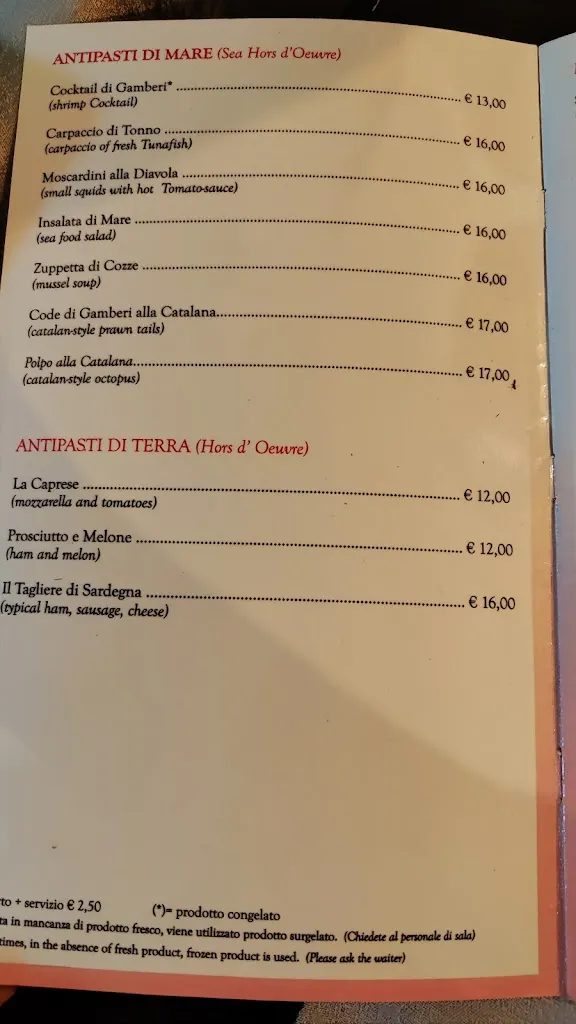 ANTIPASTI DI MARE (Sea Hors d'Oeuvre)
Cocktail di Gamberi* ........ € 13,00
(shrimp Cocktail)
Carpaccio di Tonno ........ € 16,00
(carpaccio of fresh Tunafish)
Moscardini alla Diavola ........ € 16,00
(small squids with hot Tomato-sauce)
Insalata di Mare ........ € 16,00
(sea food salad)
Zuppetta di Cozze ........ € 16,00
(mussel soup)
Code di Gamberi alla Catalana........ € 17,00
(catalan-style prawn tails)
Polpo alla Catalana........ € 17,00
(catalan-style octopus)
ANTIPASTI DI TERRA (Hors d' Oeuvre)
La Caprese ........ € 12,00
(mozzarella and tomatoes)
Prosciutto e Melone ........ € 12,00
(ham and melon)
Il Tagliere di Sardegna ........ € 16,00
(typical ham, sausage, cheese)
to + servizio € 2,50 (*)= prodotto congelato
ta in mancanza di prodotto fresco, viene utilizzato prodotto surgelato. (Chiedete al personale di sala)
times, in the absence of fresh product, frozen product is used. (Please ask the waiter)